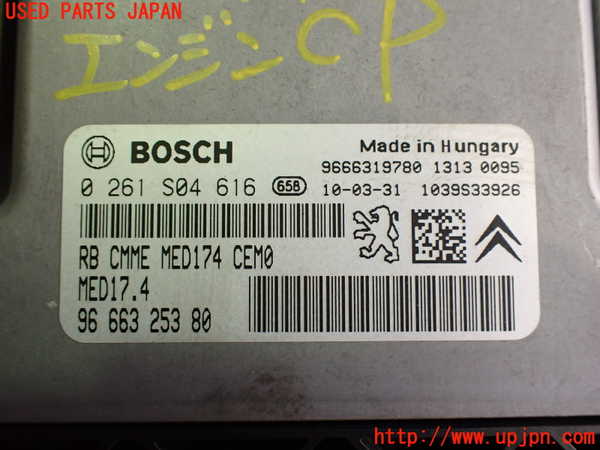 USED PARTS JAPAN
エンジンCP
BOSCH
Made in Hungary
9666319780 1313 0095
0 261 S04 616 658 10-03-31 1039S33926
RB CMME MED174 CEM0
MED17.4
96 663 253 80
http://www.upjpn.com